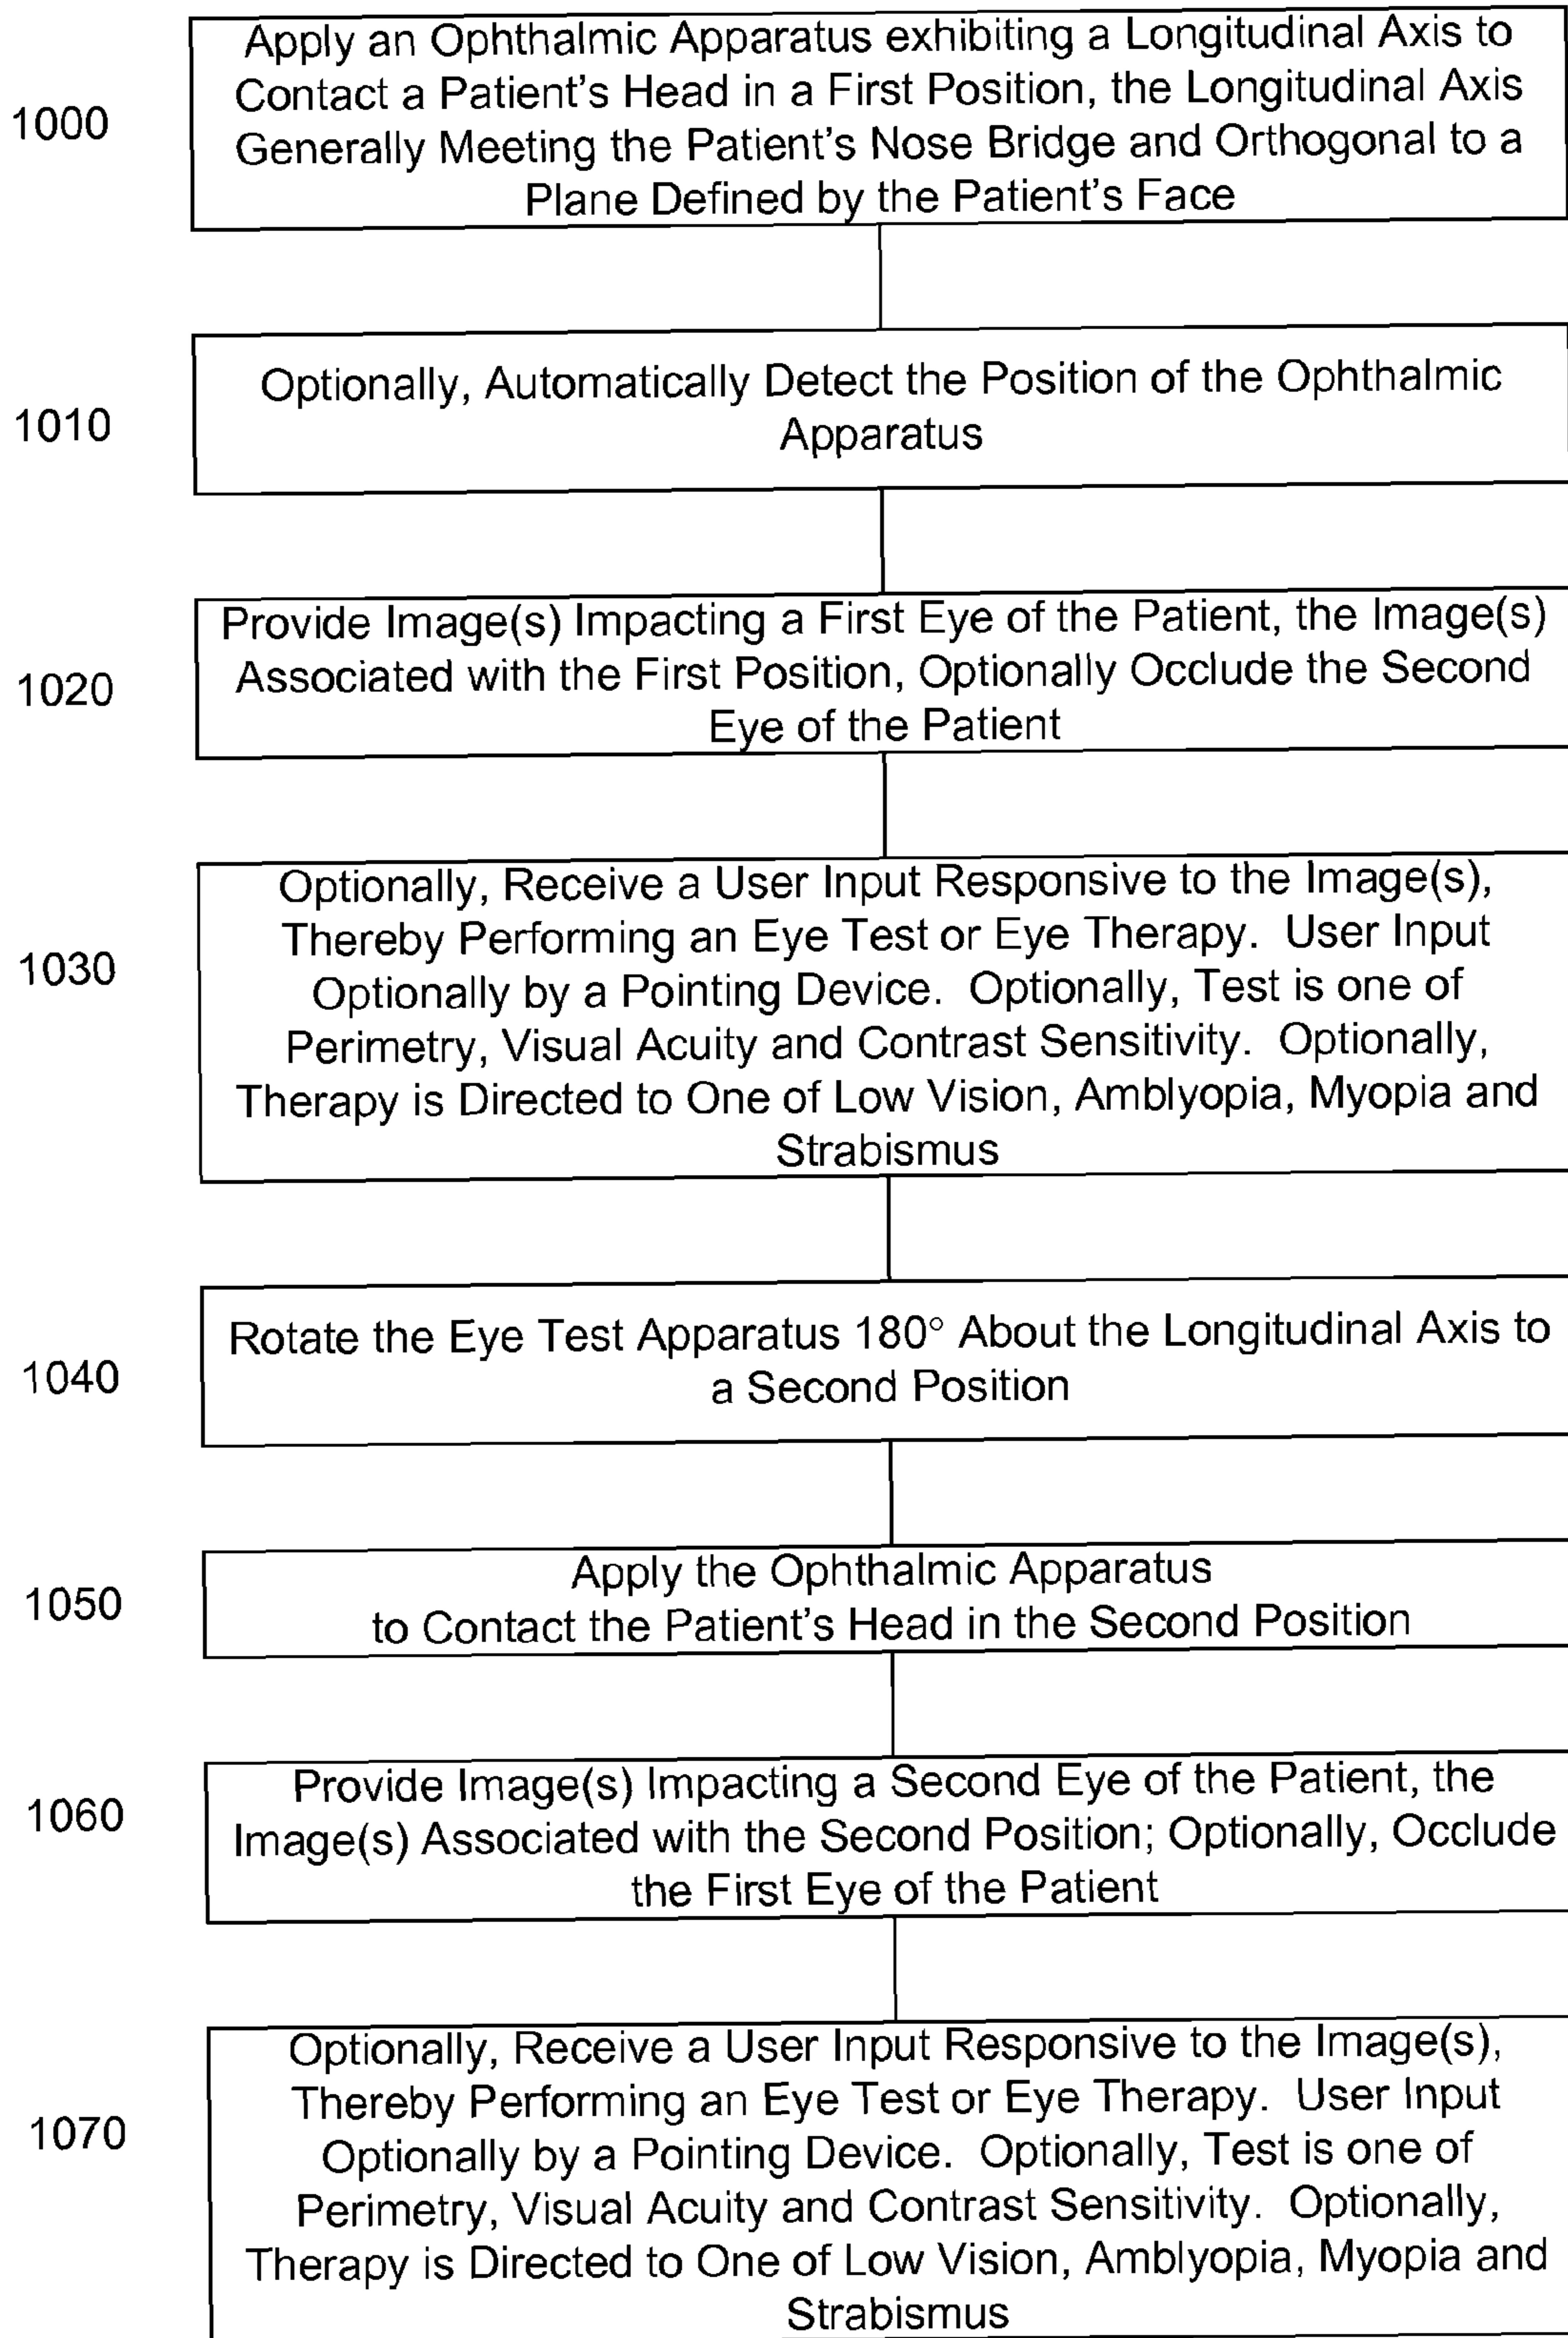 Apply an Ophthalmic Apparatus exhibiting a Longitudinal Axis to
Contact a Patient's Head in a First Position, the Longitudinal Axis
1000
Generally Meeting the Patient's Nose Bridge and Orthogonal to a
Plane Defined by the Patient's Face
Optionally, Automatically Detect the Position of the Ophthalmic
1010
Apparatus
Provide Image(s) Impacting a First Eye of the Patient, the Image(s)
1020
Associated with the First Position, Optionally Occlude the Second
Eye of the Patient
Optionally, Receive a User Input Responsive to the Image(s),
Thereby Performing an Eye Test or Eye Therapy. User Input
1030
Optionally by a Pointing Device. Optionally, Test is one of
Perimetry, Visual Acuity and Contrast Sensitivity. Optionally,
Therapy is Directed to One of Low Vision, Amblyopia, Myopia and
Strabismus
Rotate the Eye Test Apparatus 180° About the Longitudinal Axis to
1040
a Second Position
Apply the Ophthalmic Apparatus
1050
to Contact the Patient's Head in the Second Position
Provide Image(s) Impacting a Second Eye of the Patient, the
1060
Image(s) Associated with the Second Position; Optionally, Occlude
the First Eye of the Patient
Optionally, Receive a User Input Responsive to the Image(s),
Thereby Performing an Eye Test or Eye Therapy. User Input
1070
Optionally by a Pointing Device. Optionally, Test is one of
Perimetry, Visual Acuity and Contrast Sensitivity. Optionally,
Therapy is Directed to One of Low Vision, Amblyopia, Myopia and
Strabismus